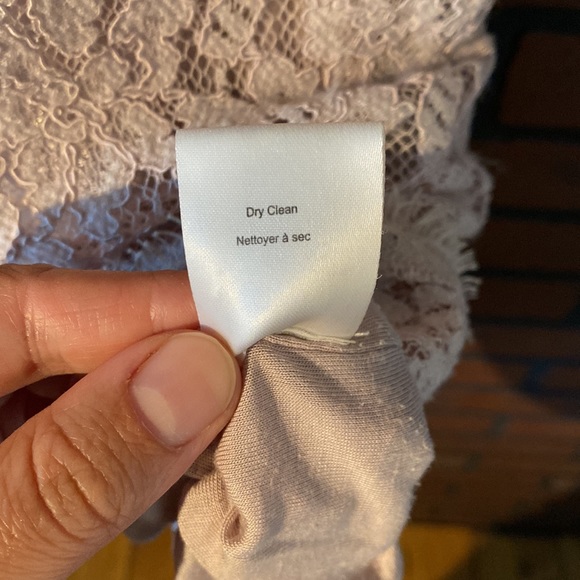 Dry Clean
Nettoyer à sec